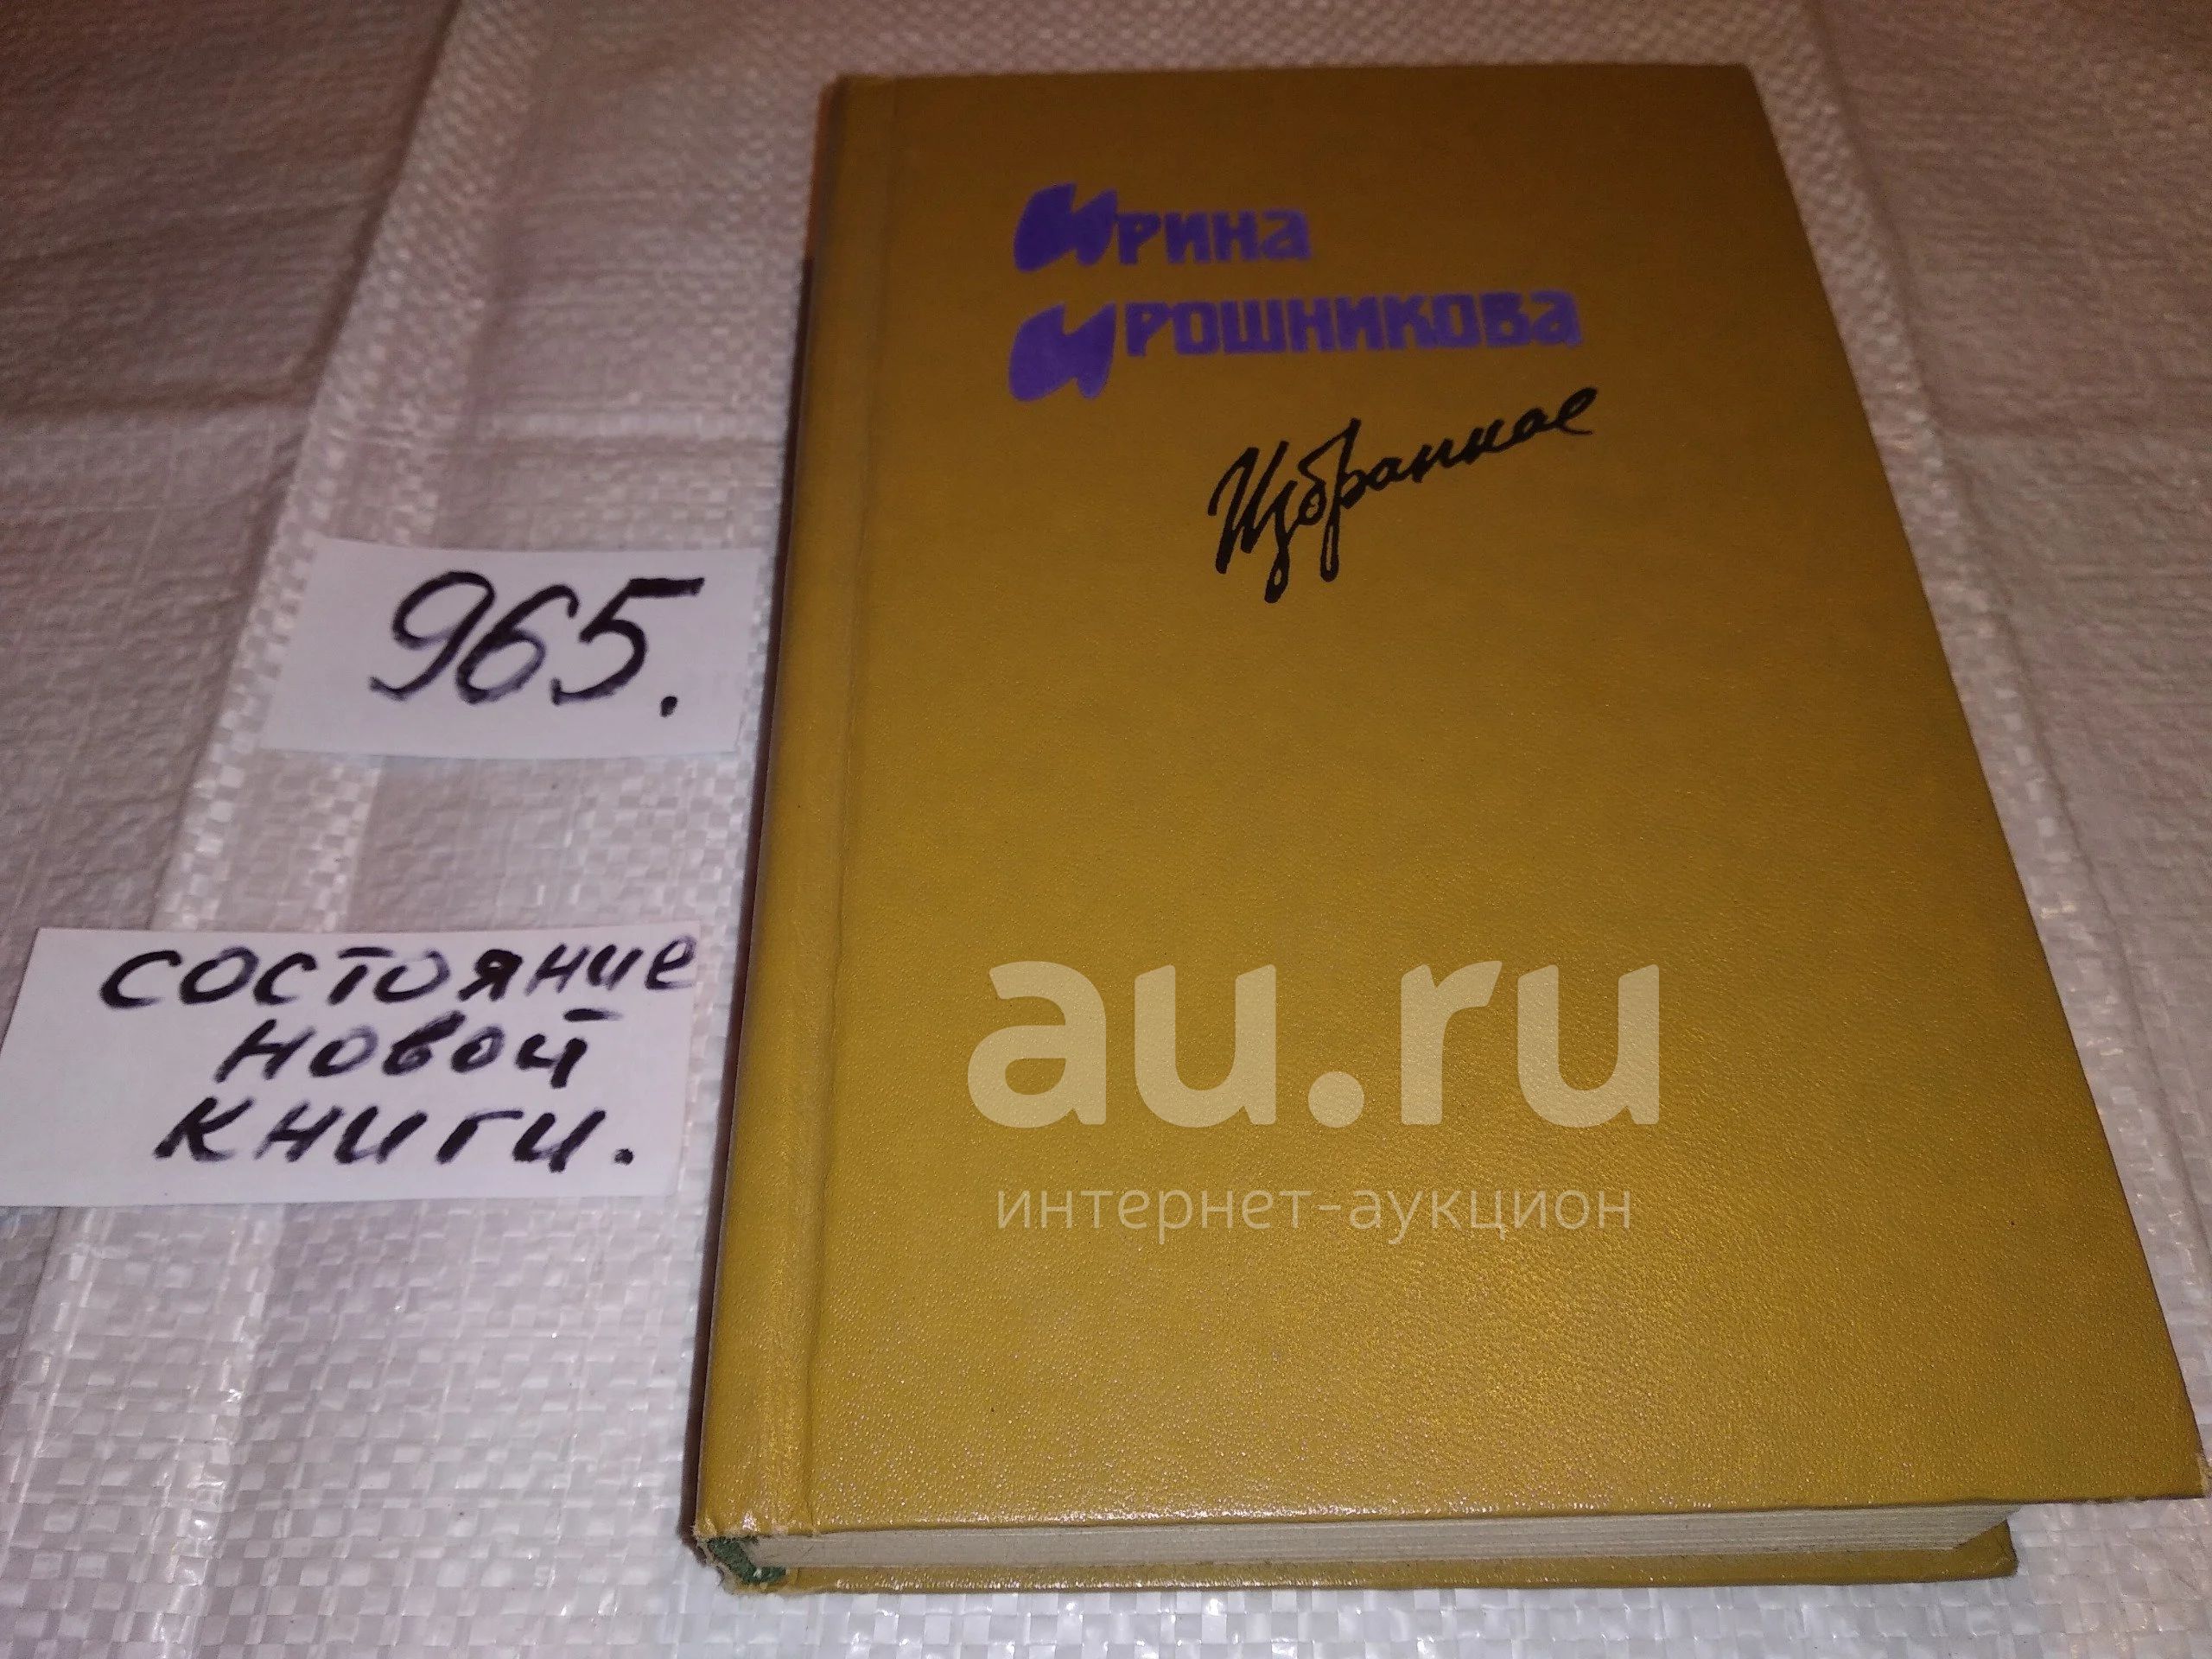 Ирина
Ирошникова
Избранное
965.
состояние
новой
книги.
au.ru
интернет-аукцион